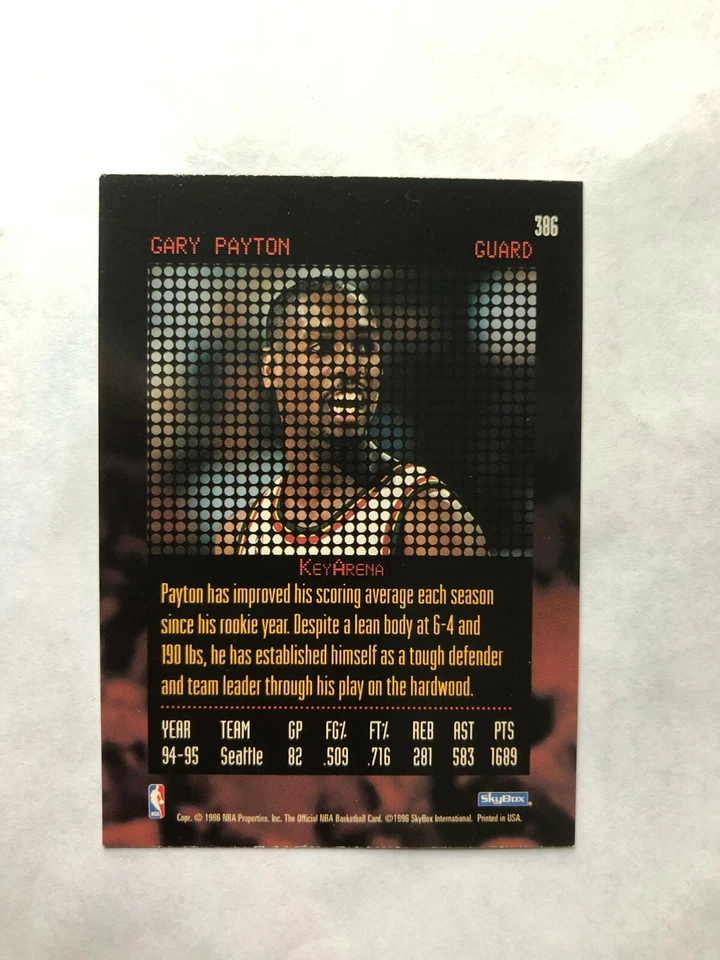 386
GARY PAYTON GUARD
KEYARENA
Payton has improved his scoring average each season
since his rookie year. Despite a lean body at 6-4 and
190 lbs, he has established himself as a tough defender
and team leader through his play on the hardwood.
YEAR TEAM GP FG% FT% REB AST PTS
94-95 Seattle 82 .509 .716 281 583 1689
NBA
SkyBox
Copr. © 1996 NBA Properties, Inc. The Official NBA Basketball Card. ©1996 SkyBox International. Printed in USA.